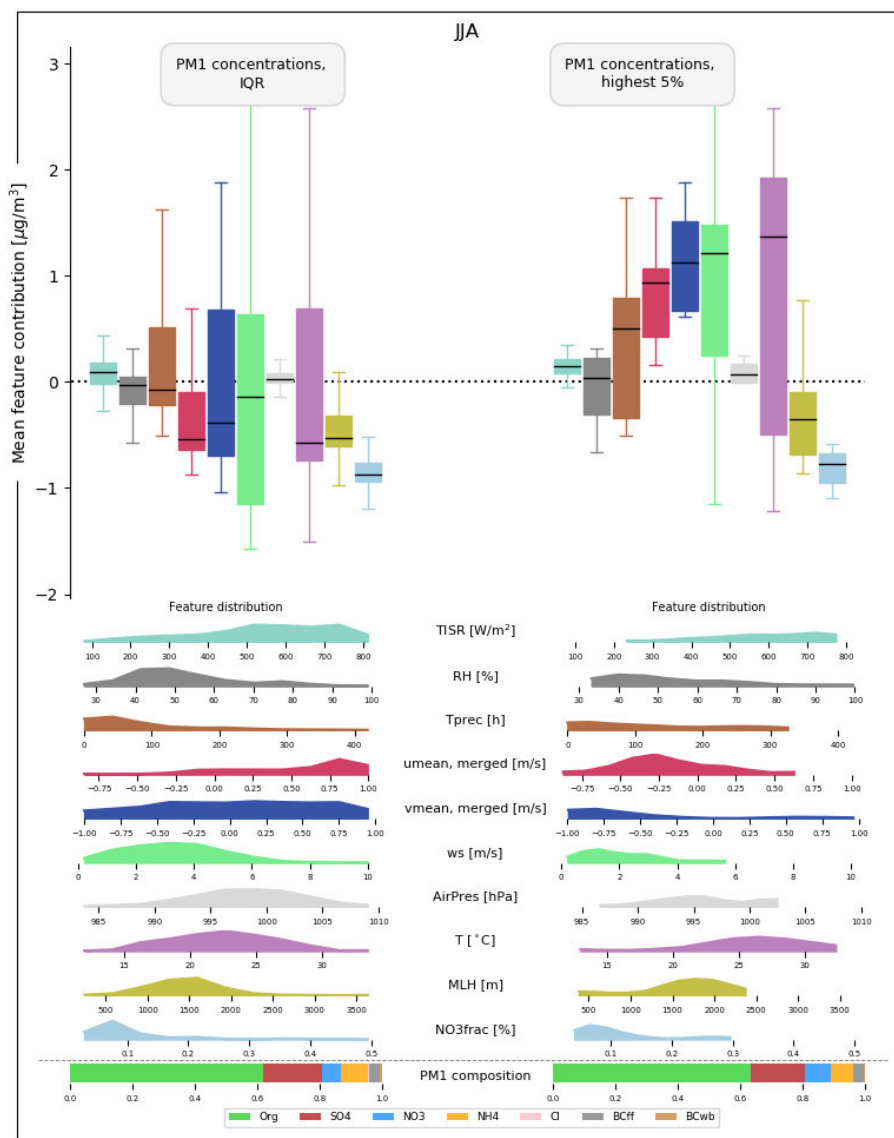 JJA
PM1 concentrations,
IQR
PM1 concentrations,
highest 5%
Mean feature contribution [μg/m³]
3
2
1
0
−1
−2
Feature distribution
Feature distribution
TISR [W/m²]
100 200 300 400 500 600 700 800
100 200 300 400 500 600 700 800
RH [%]
30 40 50 60 70 80 90 100
30 40 50 60 70 80 90 100
Tprec [h]
0 100 200 300 400
0 100 200 300 400
umean, merged [m/s]
−0.75 −0.50 −0.25 0.00 0.25 0.50 0.75 1.00
−0.75 −0.50 −0.25 0.00 0.25 0.50 0.75 1.00
vmean, merged [m/s]
−1.00 −0.75 −0.50 −0.25 0.00 0.25 0.50 0.75 1.00
−1.00 −0.75 −0.50 −0.25 0.00 0.25 0.50 0.75 1.00
ws [m/s]
0 2 4 6 8 10
0 2 4 6 8 10
AirPres [hPa]
985 990 995 1000 1005 1010
985 990 995 1000 1005 1010
T [˚C]
15 20 25 30
15 20 25 30
MLH [m]
500 1000 1500 2000 2500 3000 3500
500 1000 1500 2000 2500 3000 3500
NO3frac [%]
0.1 0.2 0.3 0.4 0.5
0.1 0.2 0.3 0.4 0.5
PM1 composition
0.0 0.2 0.4 0.6 0.8 1.0
0.0 0.2 0.4 0.6 0.8 1.0
Org SO4 NO3 NH4 Cl BCff BCwb